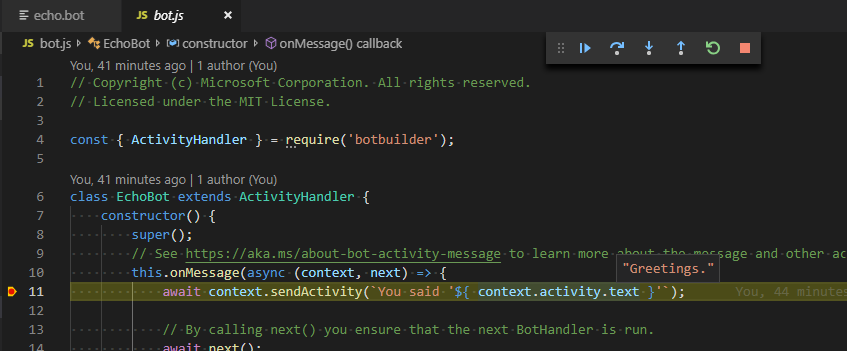 echo.bot JS bot.js
JS bot.js > EchoBot > constructor > onMessage() callback
You, 41 minutes ago | 1 author (You)
1 // Copyright (c) Microsoft Corporation. All rights reserved.
2 // Licensed under the MIT License.
3
4 const { ActivityHandler } = require('botbuilder');
5
You, 41 minutes ago | 1 author (You)
6 class EchoBot extends ActivityHandler {
7 constructor() {
8 super();
9 // See https://aka.ms/about-bot-activity-message to learn more about the message and other ac
10 this.onMessage(async (context, next) => {
"Greetings."
11 await context.sendActivity(`You said '${ context.activity.text }'`); You, 44 minutes
12
13 // By calling next() you ensure that the next BotHandler is run.
14 await next();